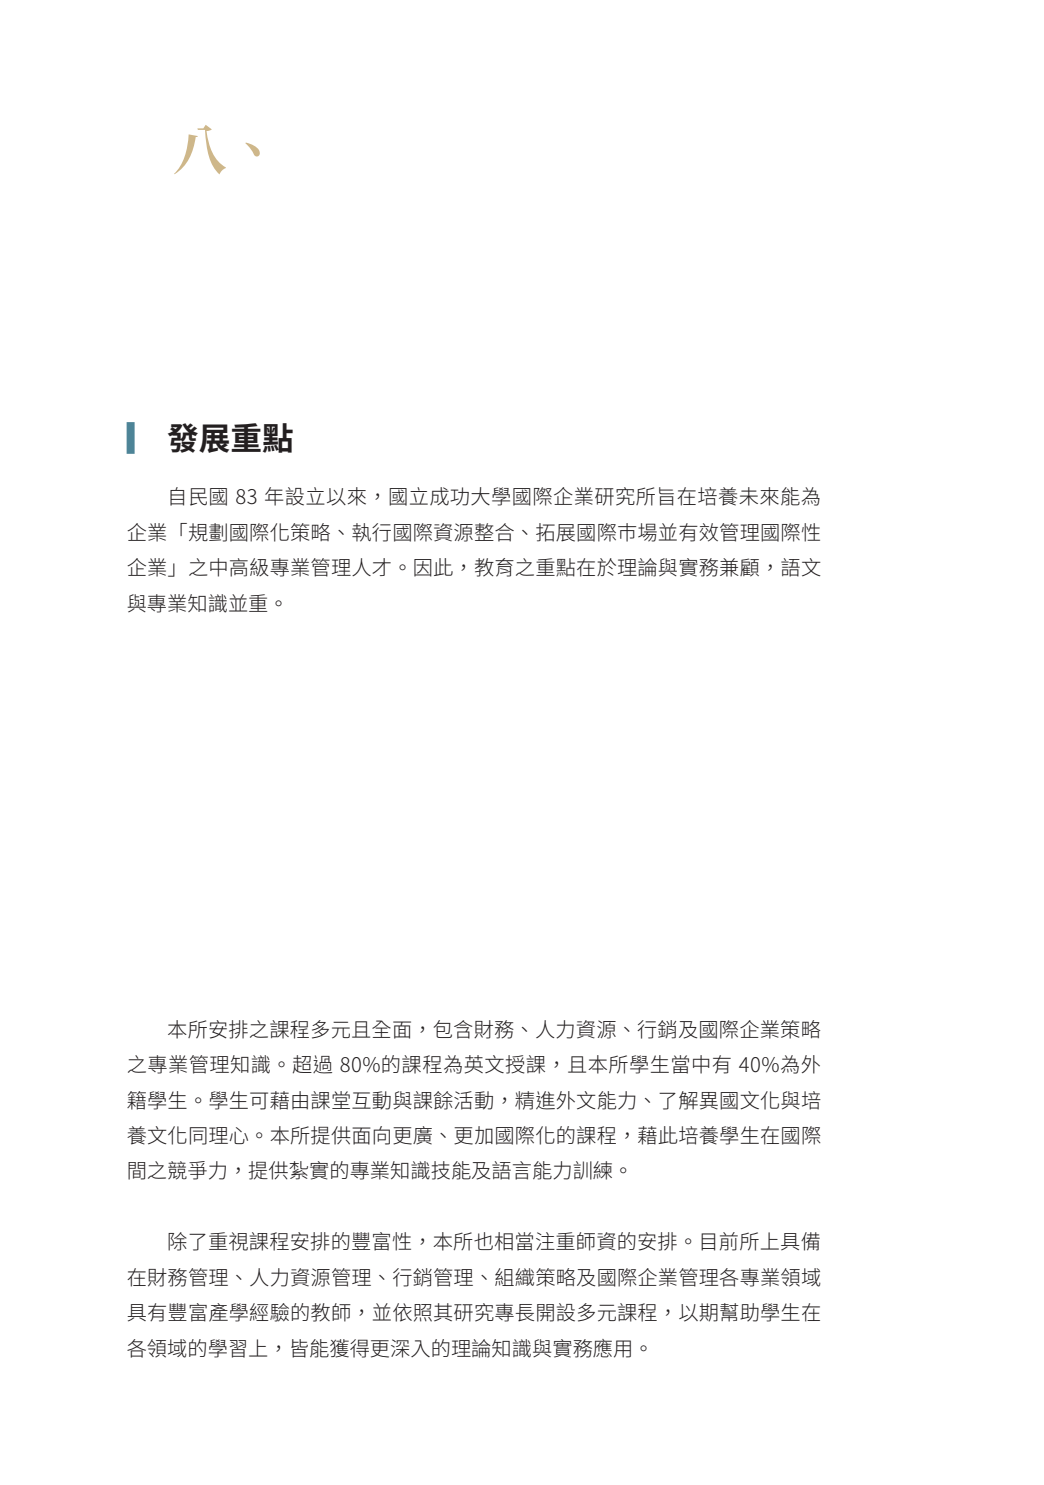 八、
發展重點
自民國 83 年設立以來，國立成功大學國際企業研究所旨在培養未來能為
企業「規劃國際化策略、執行國際資源整合、拓展國際市場並有效管理國際性
企業」之中高級專業管理人才。因此，教育之重點在於理論與實務兼顧，語文
與專業知識並重。
本所安排之課程多元且全面，包含財務、人力資源、行銷及國際企業策略
之專業管理知識。超過 80%的課程為英文授課，且本所學生當中有 40%為外
籍學生。學生可藉由課堂互動與課餘活動，精進外文能力、了解異國文化與培
養文化同理心。本所提供面向更廣、更加國際化的課程，藉此培養學生在國際
間之競爭力，提供紮實的專業知識技能及語言能力訓練。
除了重視課程安排的豐富性，本所也相當注重師資的安排。目前所上具備
在財務管理、人力資源管理、行銷管理、組織策略及國際企業管理各專業領域
具有豐富產學經驗的教師，並依照其研究專長開設多元課程，以期幫助學生在
各領域的學習上，皆能獲得更深入的理論知識與實務應用。